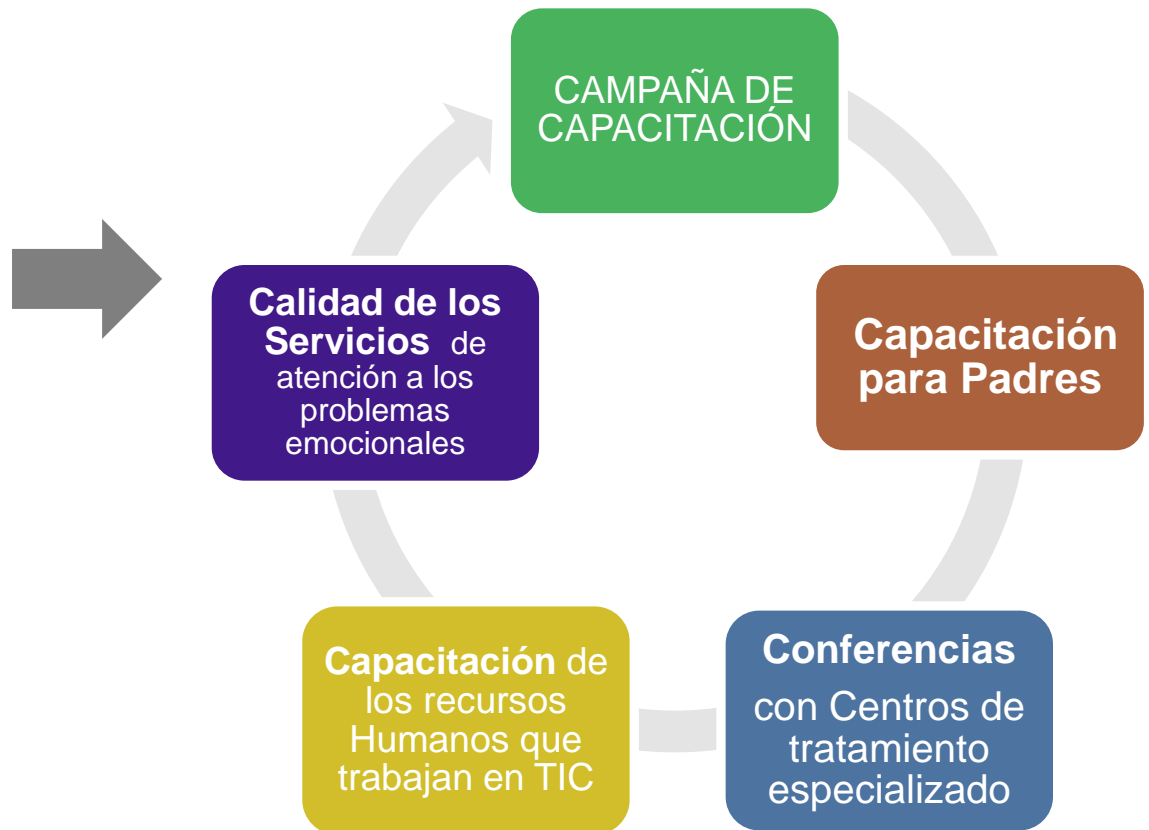 CAMPAÑA DE
CAPACITACIÓN
Capacitación
para Padres
Conferencias
con Centros de
tratamiento
especializado
Capacitación de
los recursos
Humanos que
trabajan en TIC
Calidad de los
Servicios de
atención a los
problemas
emocionales